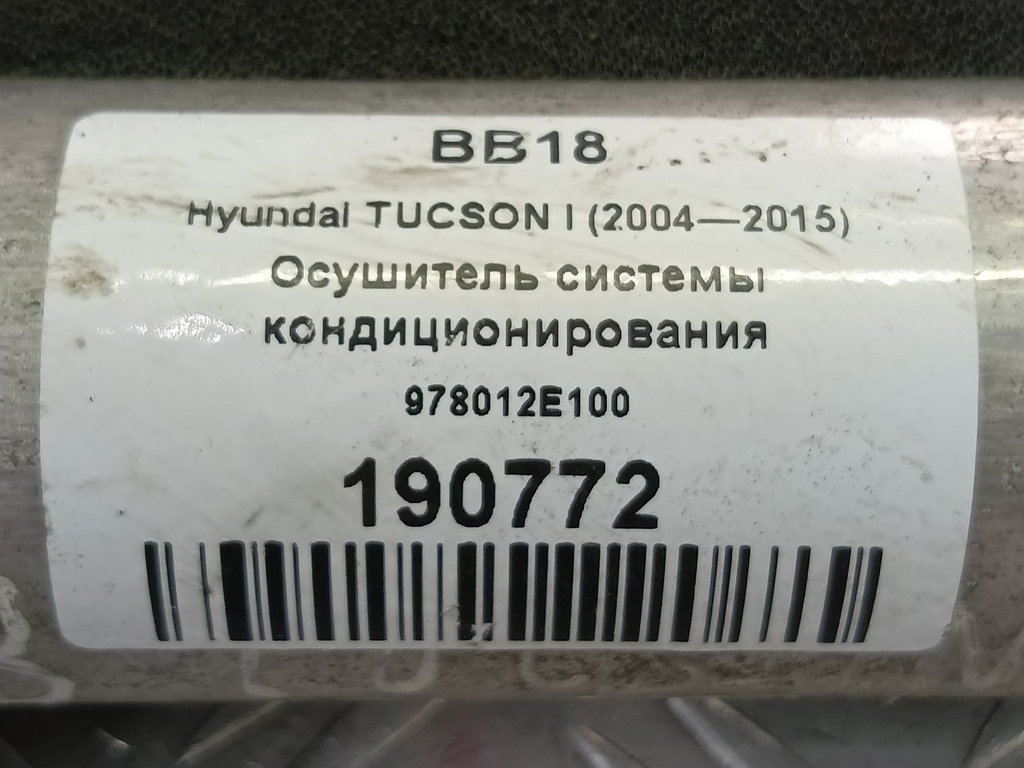 BB18
Hyundai TUCSON I (2004—2015)
Осушитель системы
кондиционирования
978012E100
190772